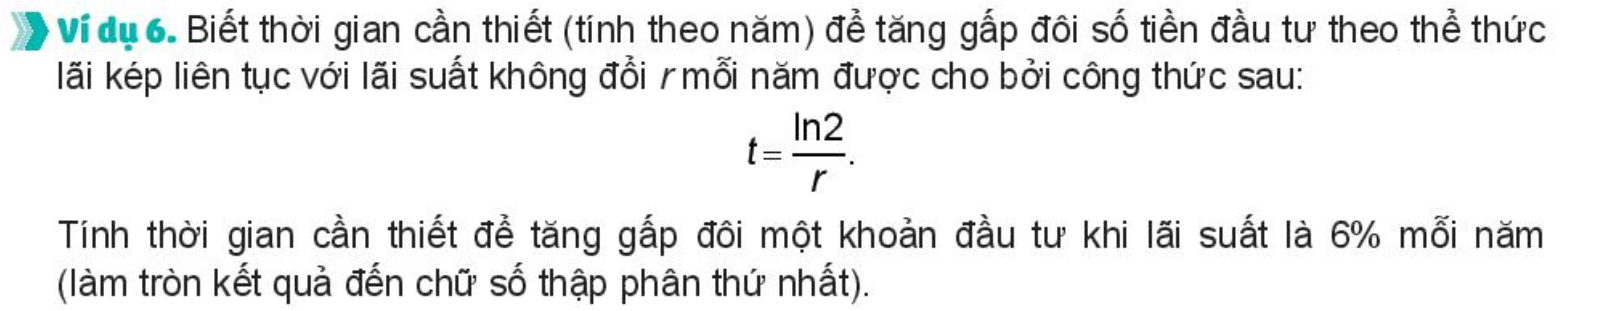 Ví dụ 6. Biết thời gian cần thiết (tính theo năm) để tăng gấp đôi số tiền đầu tư theo thể thức
lãi kép liên tục với lãi suất không đổi r mỗi năm được cho bởi công thức sau:
t = ln2/r.
Tính thời gian cần thiết để tăng gấp đôi một khoản đầu tư khi lãi suất là 6% mỗi năm
(làm tròn kết quả đến chữ số thập phân thứ nhất).